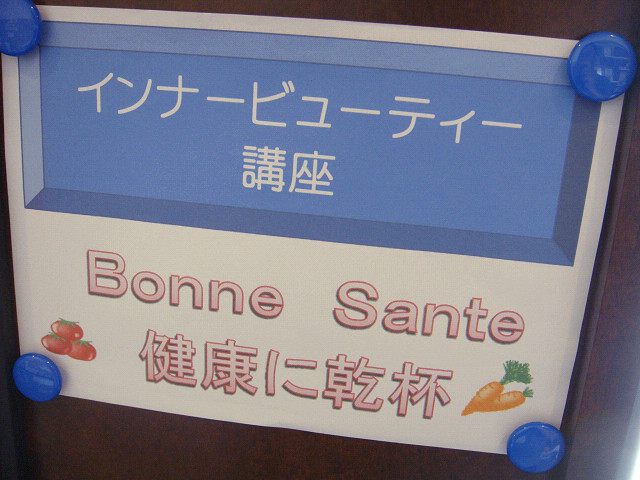 インナービューティー
講座
Bonne Sante
健康に乾杯